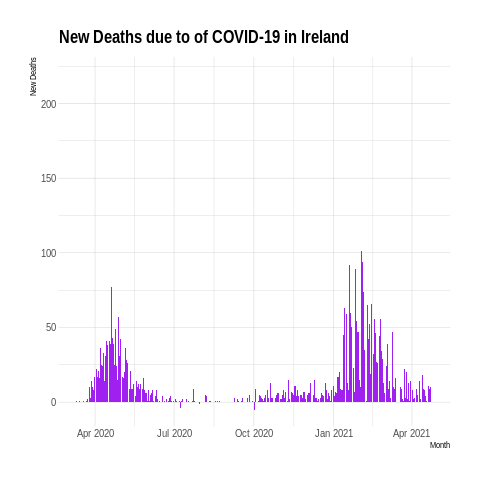 New Deaths due to of COVID-19 in Ireland
New Deaths
200
150
100
50
0
Apr 2020 Jul 2020 Oct 2020 Jan 2021 Apr 2021
Month